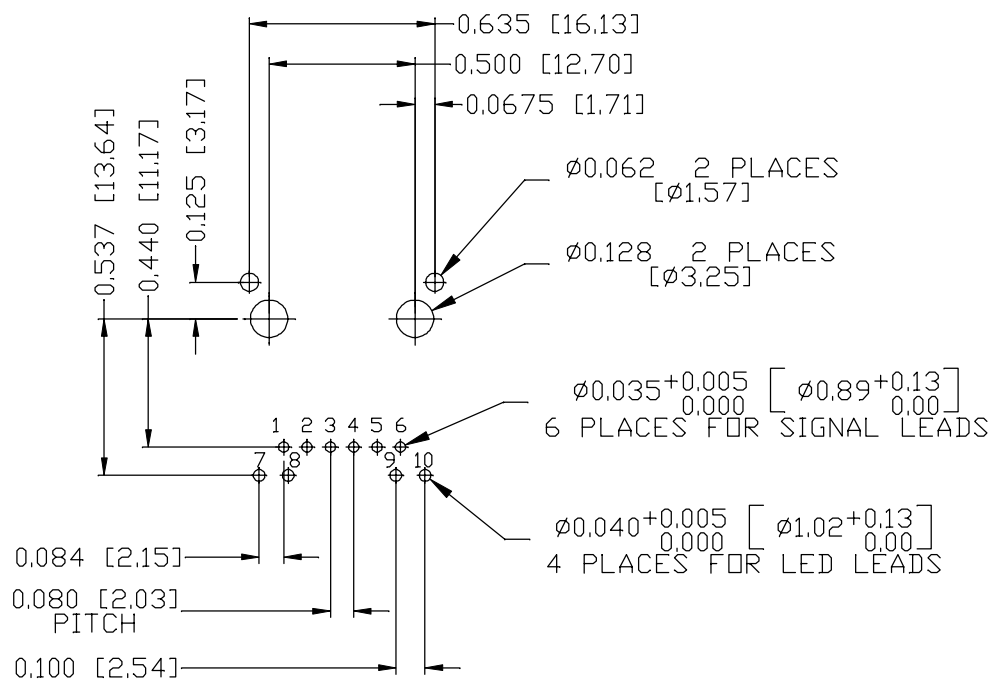 0.635 [16.13]
0.500 [12.70]
0.0675 [1.71]
0.537 [13.64]
0.440 [11.17]
0.125 [3.17]
Ø0.062 2 PLACES
[Ø1.57]
Ø0.128 2 PLACES
[Ø3.25]
Ø0.035+0.005 [ Ø0.89+0.13 ]
0.000 0.00
6 PLACES FOR SIGNAL LEADS
1 2 3 4 5 6
7 8 9 10
Ø0.040+0.005 [ Ø1.02+0.13 ]
0.000 0.00
4 PLACES FOR LED LEADS
0.084 [2.15]
0.080 [2.03]
PITCH
0.100 [2.54]